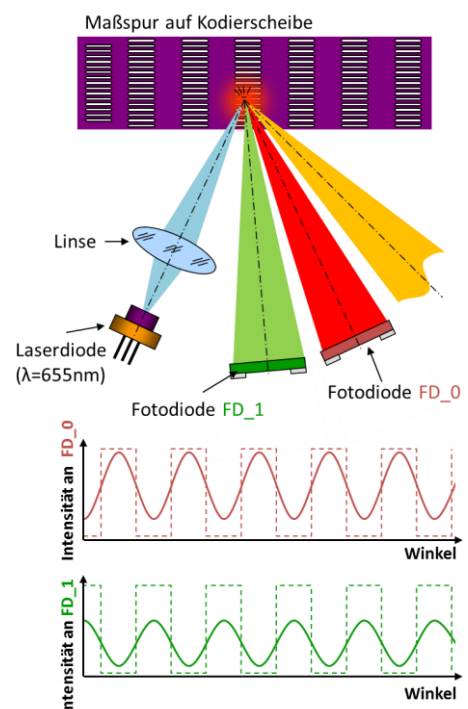 Maßspur auf Kodierscheibe
Linse
Laserdiode
(λ=655nm)
Fotodiode FD_1
Fotodiode FD_0
Intensität an FD_0
Winkel
Intensität an FD_1
Winkel